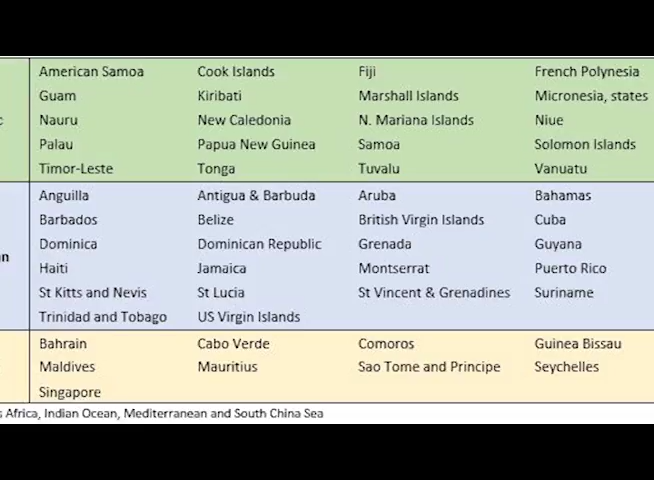 American Samoa Cook Islands Fiji French Polynesia
Guam Kiribati Marshall Islands Micronesia, states
c Nauru New Caledonia N. Mariana Islands Niue
Palau Papua New Guinea Samoa Solomon Islands
Timor-Leste Tonga Tuvalu Vanuatu
Anguilla Antigua & Barbuda Aruba Bahamas
Barbados Belize British Virgin Islands Cuba
Dominica Dominican Republic Grenada Guyana
n Haiti Jamaica Montserrat Puerto Rico
St Kitts and Nevis St Lucia St Vincent & Grenadines Suriname
Trinidad and Tobago US Virgin Islands
Bahrain Cabo Verde Comoros Guinea Bissau
Maldives Mauritius Sao Tome and Principe Seychelles
Singapore
s Africa, Indian Ocean, Mediterranean and South China Sea